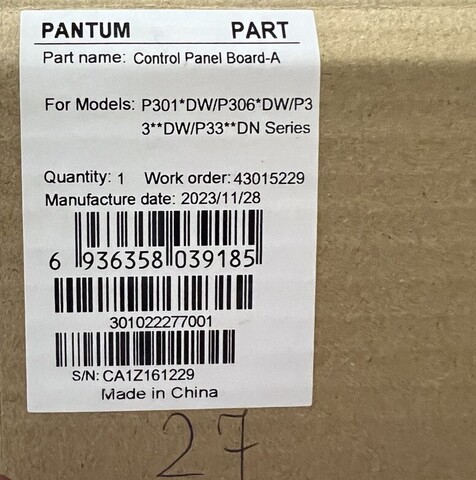 PANTUM PART
Part name: Control Panel Board-A
For Models: P301*DW/P306*DW/P3
3**DW/P33**DN Series
Quantity: 1 Work order: 43015229
Manufacture date: 2023/11/28
6 936358 039185
301022277001
S/N: CA1Z161229
Made in China
27